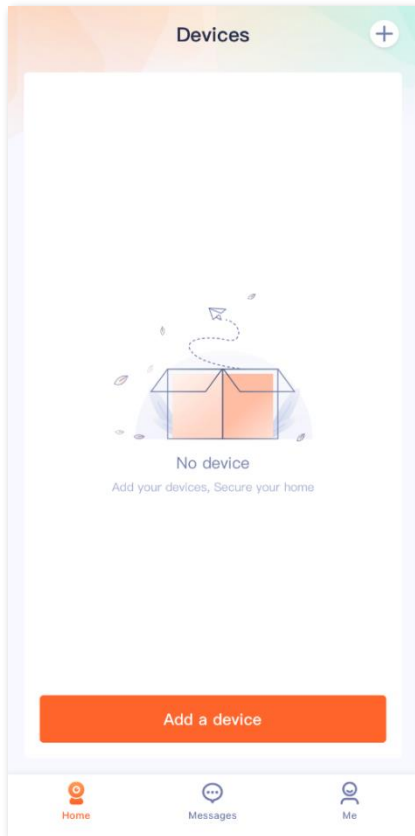 Devices
No device
Add your devices, Secure your home
Add a device
Home
Messages
Me